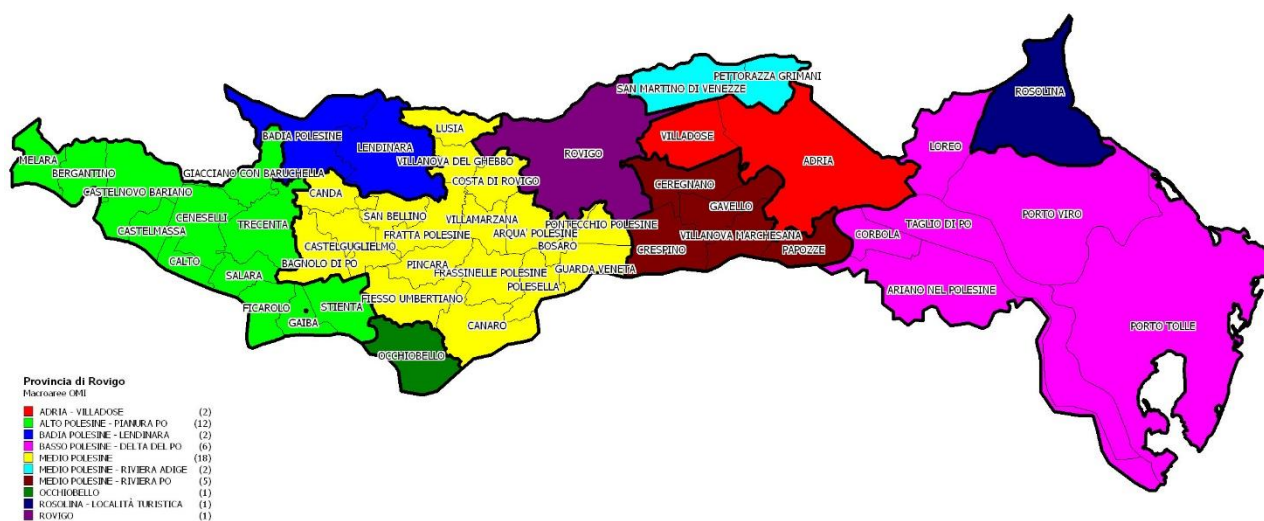 PETTORAZZA GRIMANI
SAN MARTINO DI VENEZZE
ROSOLINA
LUSIA
BADIA POLESINE
VILLADOSE
LENDINARA
LOREO
ROVIGO
MELARA
VILLANOVA DEL GHEBBO
ADRIA
BERGANTINO
GIACCIANO CON BARUCHELLA
COSTA DI ROVIGO
CEREGNANO
CASTELNOVO BARIANO
CANDA
GAVELLO
PORTO VIRO
CENESELLI
SAN BELLINO
VILLAMARZANA
TRECENTA
PONTECCHIO POLESINE
TAGLIO DI PO
CASTELMASSA
FRATTA POLESINE
ARQUA' POLESINE
VILLANOVA MARCHESANA
CORBOLA
CASTELGUGLIELMO
BOSARO
CRESPINO
PAPOZZE
CALTO
BAGNOLO DI PO
PINCARA
GUARDA VENETA
SALARA
FRASSINELLE POLESINE
POLESELLA
ARIANO NEL POLESINE
FIESSO UMBERTIANO
FICAROLO
STIENTA
GAIBA
CANARO
PORTO TOLLE
OCCHIOBELLO
Provincia di Rovigo
Macroaree OMI
ADRIA - VILLADOSE (2)
ALTO POLESINE - PIANURA PO (12)
BADIA POLESINE - LENDINARA (2)
BASSO POLESINE - DELTA DEL PO (6)
MEDIO POLESINE (18)
MEDIO POLESINE - RIVIERA ADIGE (2)
MEDIO POLESINE - RIVIERA PO (5)
OCCHIOBELLO (1)
ROSOLINA - LOCALITÀ TURISTICA (1)
ROVIGO (1)